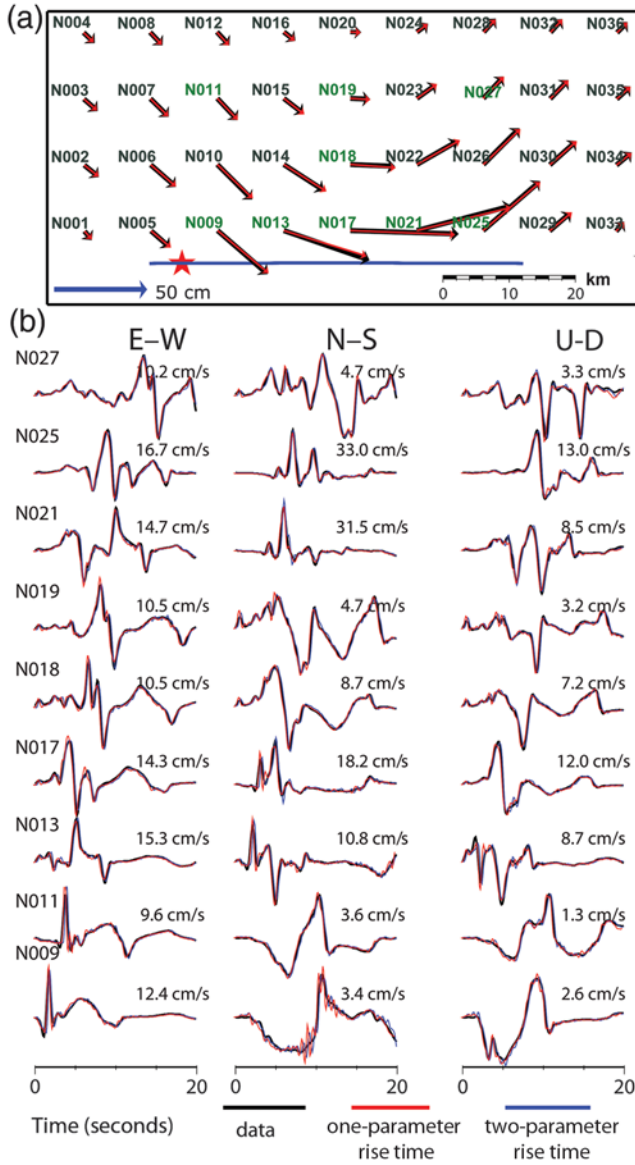 (a)
N004 N008 N012 N016 N020 N024 N028 N032 N036
N003 N007 N011 N015 N019 N023 N027 N031 N035
N002 N006 N010 N014 N018 N022 N026 N030 N034
N001 N005 N009 N013 N017 N021 N025 N029 N033
50 cm
km
0 10 20
(b)
E–W N–S U-D
N027 10.2 cm/s 4.7 cm/s 3.3 cm/s
N025 16.7 cm/s 33.0 cm/s 13.0 cm/s
N021 14.7 cm/s 31.5 cm/s 8.5 cm/s
N019 10.5 cm/s 4.7 cm/s 3.2 cm/s
N018 10.5 cm/s 8.7 cm/s 7.2 cm/s
N017 14.3 cm/s 18.2 cm/s 12.0 cm/s
N013 15.3 cm/s 10.8 cm/s 8.7 cm/s
N011 9.6 cm/s 3.6 cm/s 1.3 cm/s
N009 12.4 cm/s 3.4 cm/s 2.6 cm/s
0 20 0 20 0 20
Time (seconds) data one-parameter two-parameter
rise time rise time